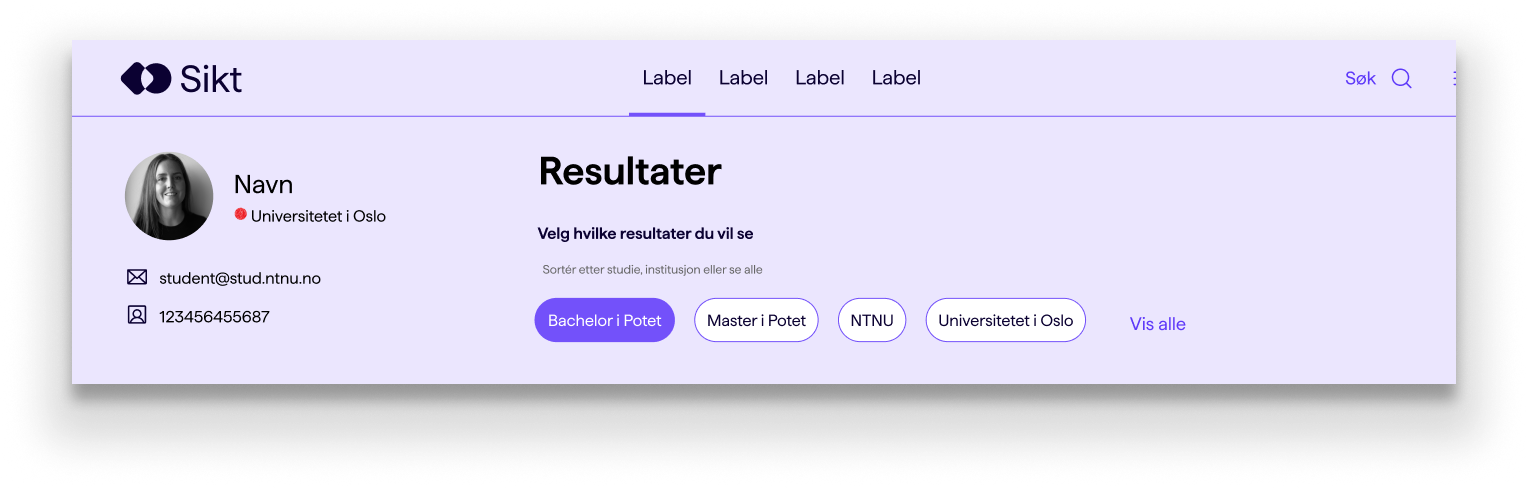 Sikt
Label Label Label Label
Søk
Navn
Universitetet i Oslo
student@stud.ntnu.no
123456455687
Resultater
Velg hvilke resultater du vil se
Sortér etter studie, institusjon eller se alle
Bachelor i Potet Master i Potet NTNU Universitetet i Oslo Vis alle